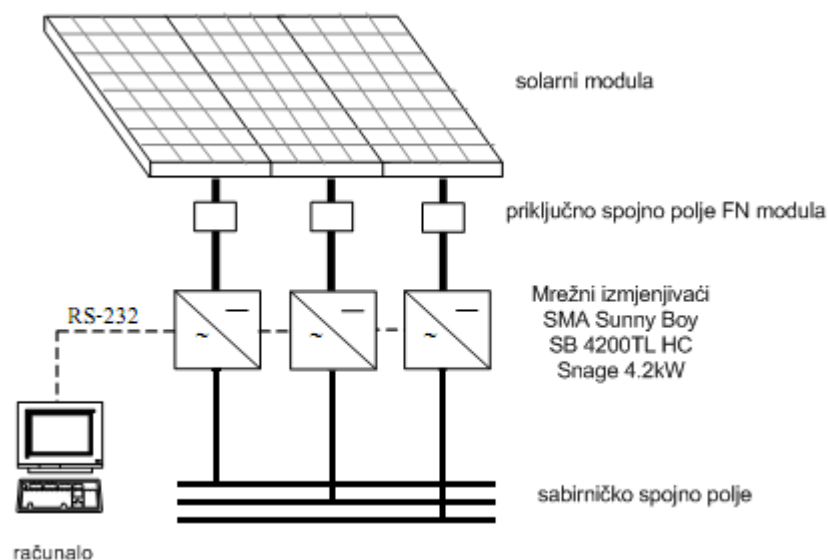 solarni modula
priključno spojno polje FN modula
Mrežni izmjenjivaći
SMA Sunny Boy
SB 4200TL HC
Snage 4.2kW
RS-232
~
~
~
sabirničko spojno polje
računalo